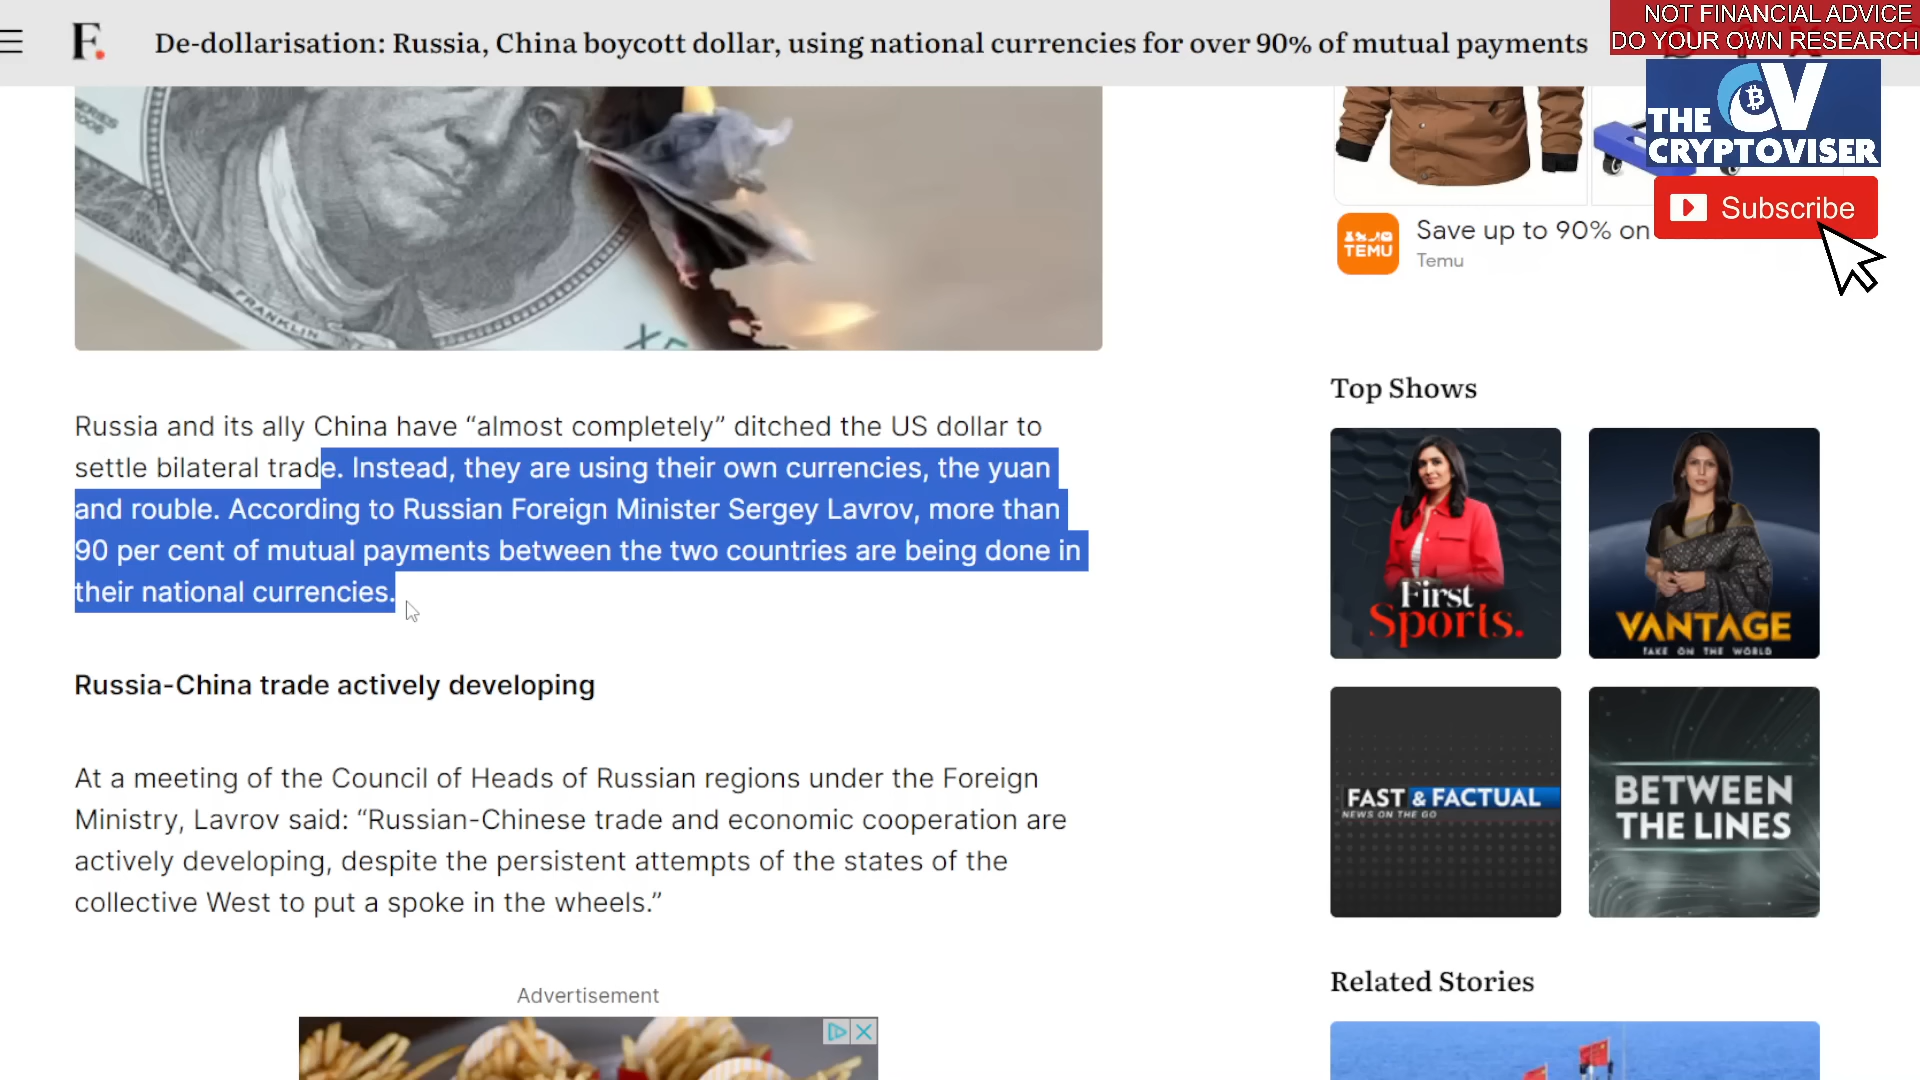 F.
De-dollarisation: Russia, China boycott dollar, using national currencies for over 90% of mutual payments
NOT FINANCIAL ADVICE
DO YOUR OWN RESEARCH
THE
CV
CRYPTOVISER
Subscribe
FRANKLIN
TEMU
Save up to 90% on
Temu
Russia and its ally China have “almost completely” ditched the US dollar to
settle bilateral trade. Instead, they are using their own currencies, the yuan
and rouble. According to Russian Foreign Minister Sergey Lavrov, more than
90 per cent of mutual payments between the two countries are being done in
their national currencies.
Russia-China trade actively developing
At a meeting of the Council of Heads of Russian regions under the Foreign
Ministry, Lavrov said: “Russian-Chinese trade and economic cooperation are
actively developing, despite the persistent attempts of the states of the
collective West to put a spoke in the wheels.”
Advertisement
Top Shows
First
Sports.
VANTAGE
TAKE ON THE WORLD
FAST & FACTUAL
NEWS ON THE GO
BETWEEN
THE LINES
Related Stories